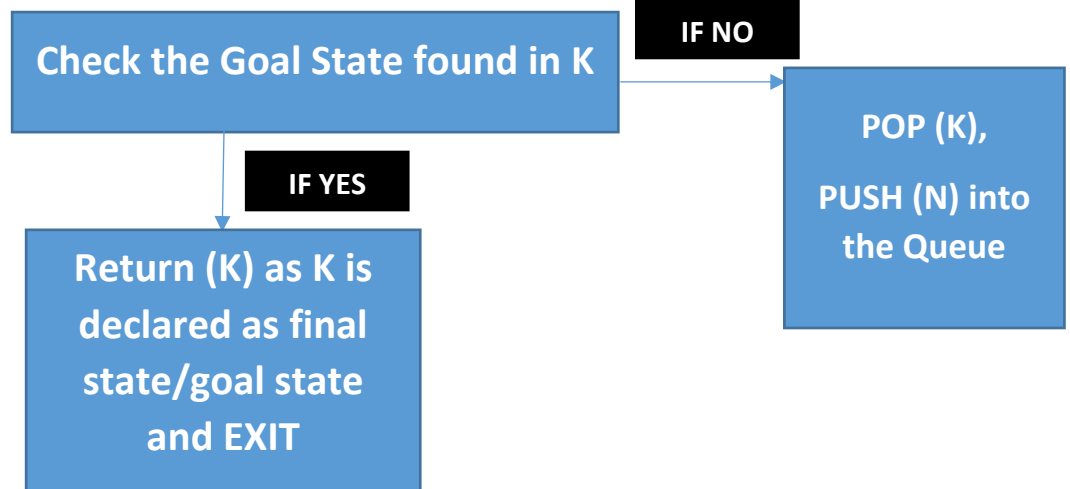 IF NO
Check the Goal State found in K
POP (K),
PUSH (N) into
the Queue
IF YES
Return (K) as K is
declared as final
state/goal state
and EXIT